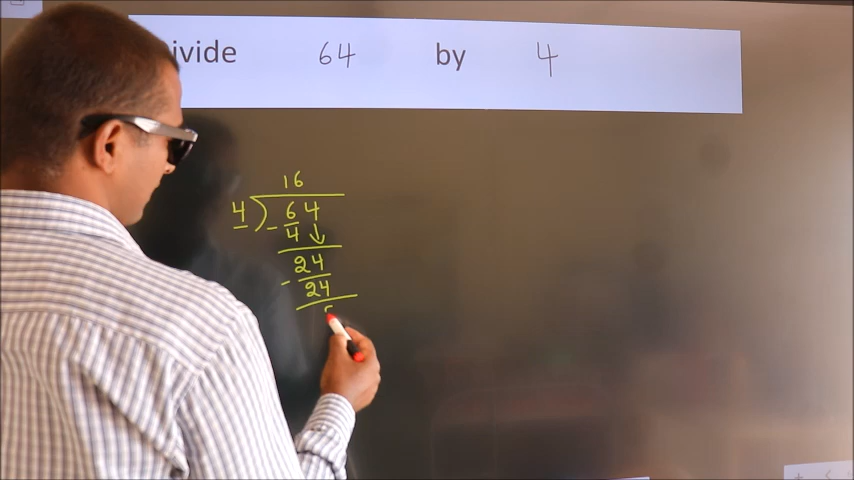 ivide 64 by 4
16
4 ) 64
- 4 ↓
24
- 24